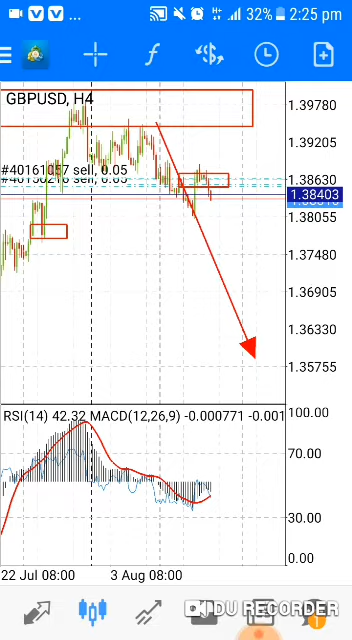 32% 2:25 pm
GBPUSD, H4
1.39780
1.39205
#40161057 sell, 0.05
1.38630
1.38403
1.38055
1.37480
1.36905
1.36330
1.35755
RSI(14) 42.32 MACD(12,26,9) -0.000771 -0.001
100.00
70.00
30.00
0.00
22 Jul 08:00 3 Aug 08:00
DU RECORDER